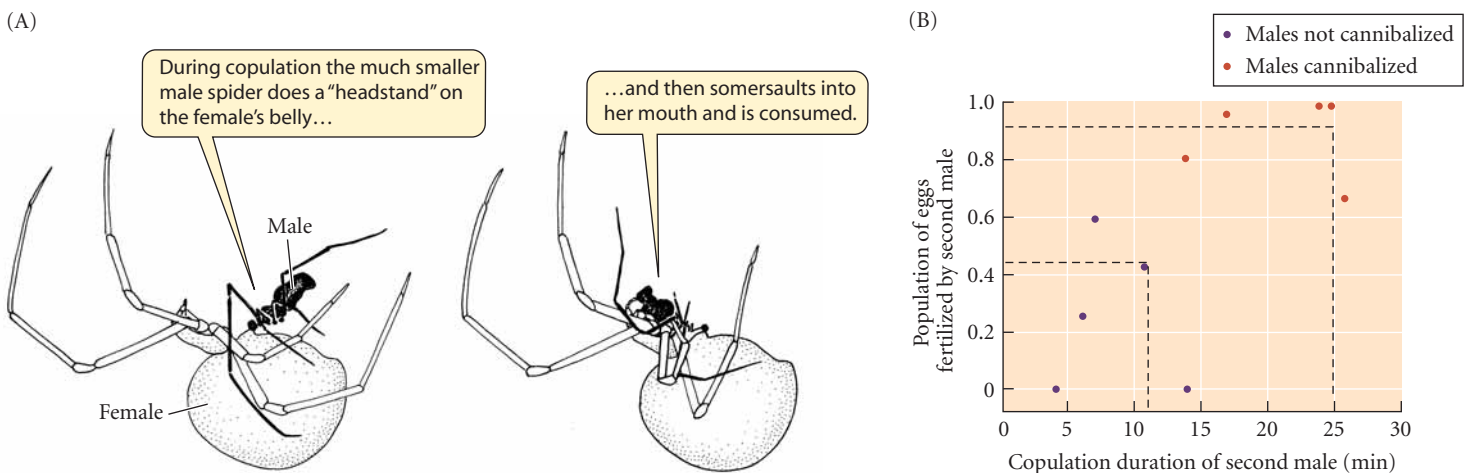 (A)
During copulation the much smaller
male spider does a “headstand” on
the female’s belly…
…and then somersaults into
her mouth and is consumed.
Male
Female
(B)
Males not cannibalized
Males cannibalized
Population of eggs
fertilized by second male
1.0
0.8
0.6
0.4
0.2
0
0 5 10 15 20 25 30
Copulation duration of second male (min)